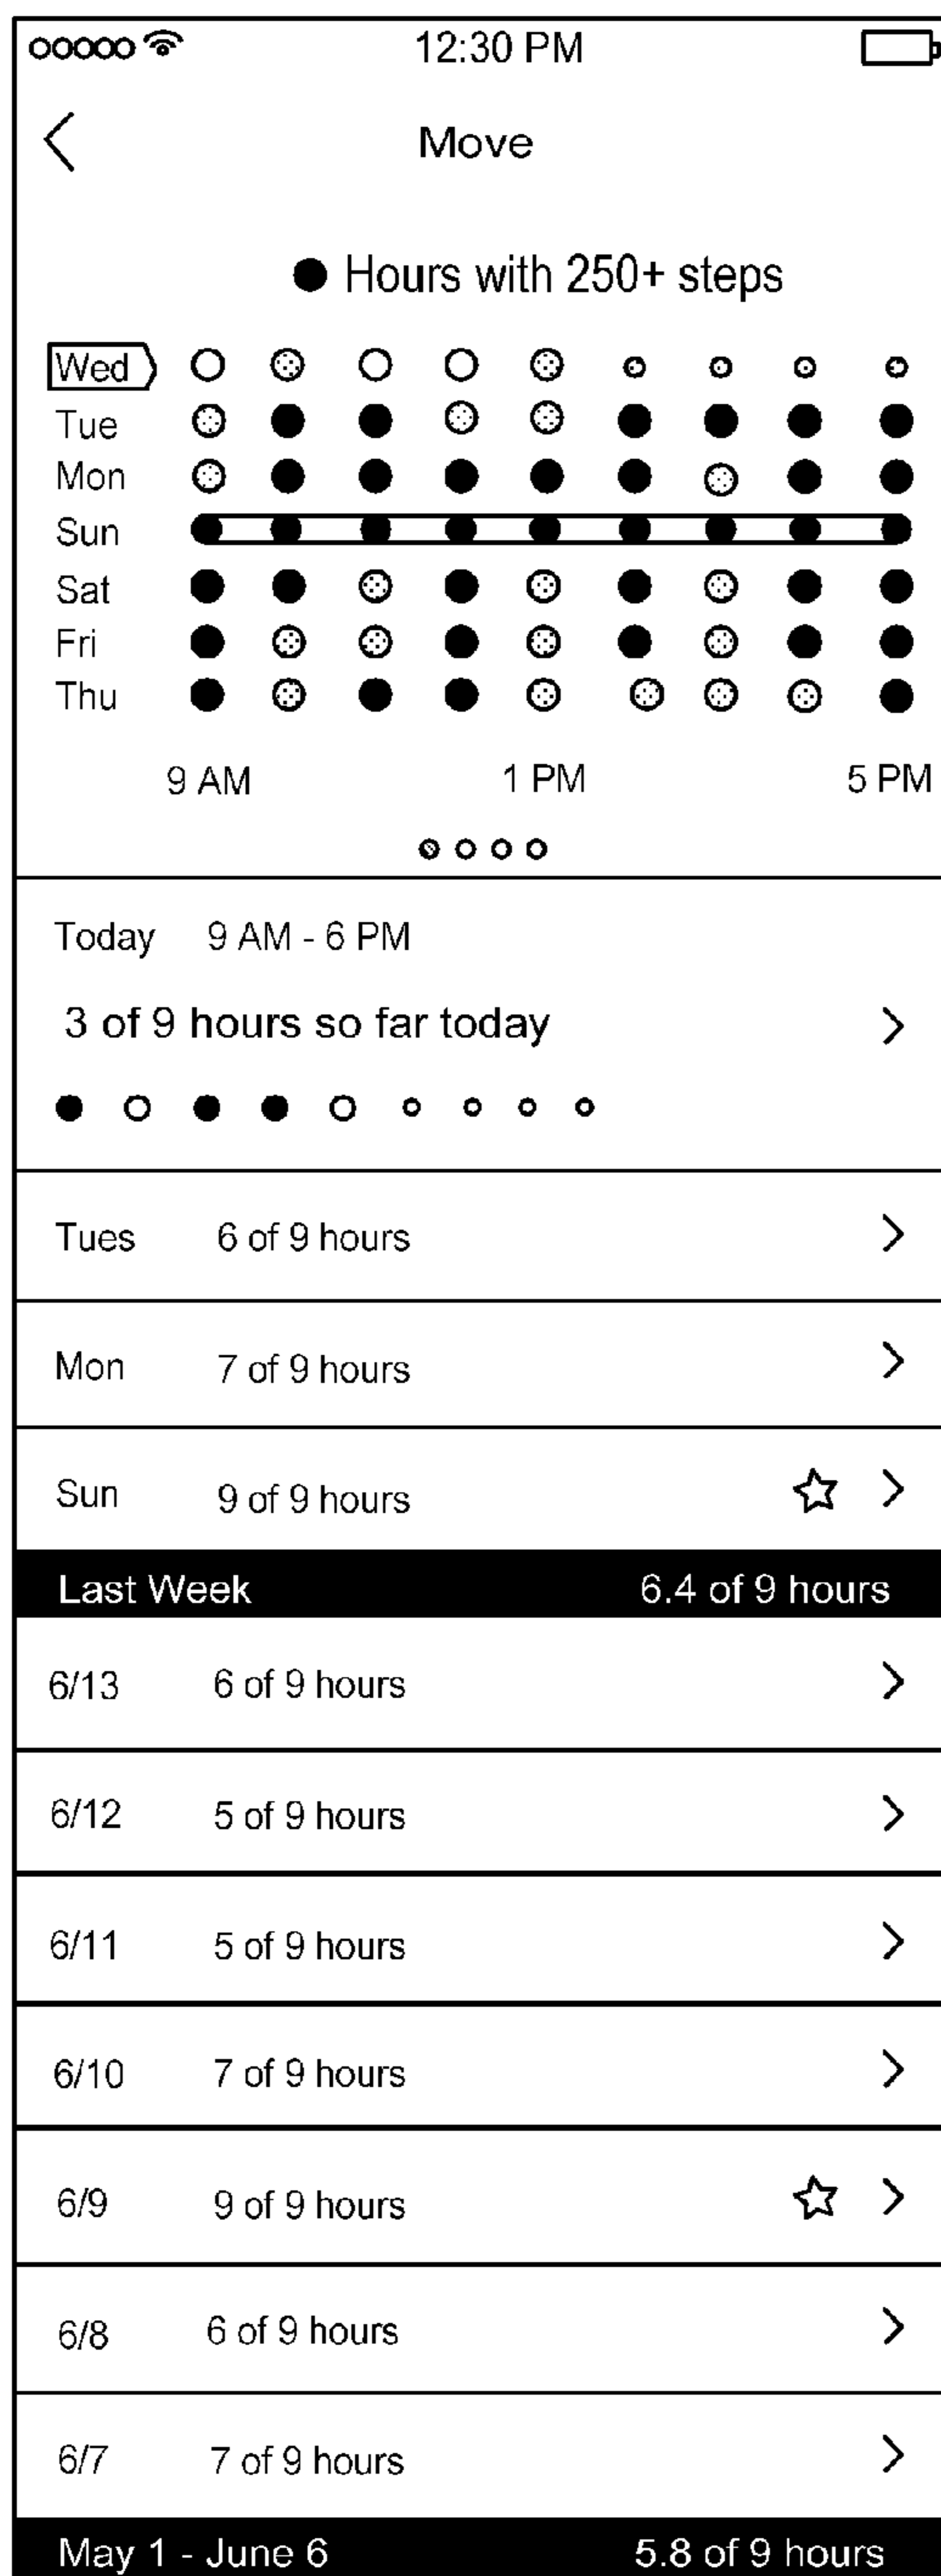 12:30 PM
Move
Hours with 250+ steps
Wed
Tue
Mon
Sun
Sat
Fri
Thu
9 AM 1 PM 5 PM
Today 9 AM - 6 PM
3 of 9 hours so far today
Tues 6 of 9 hours
Mon 7 of 9 hours
Sun 9 of 9 hours
Last Week 6.4 of 9 hours
6/13 6 of 9 hours
6/12 5 of 9 hours
6/11 5 of 9 hours
6/10 7 of 9 hours
6/9 9 of 9 hours
6/8 6 of 9 hours
6/7 7 of 9 hours
May 1 - June 6 5.8 of 9 hours